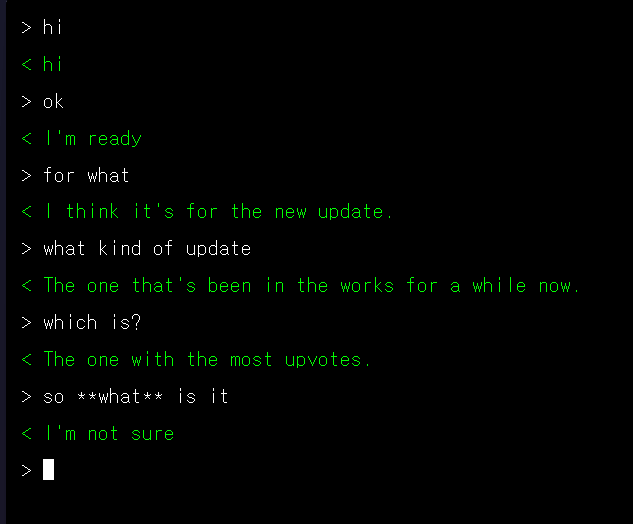 > hi
< hi
> ok
< I'm ready
> for what
< I think it's for the new update.
> what kind of update
< The one that's been in the works for a while now.
> which is?
< The one with the most upvotes.
> so **what** is it
< I'm not sure
>